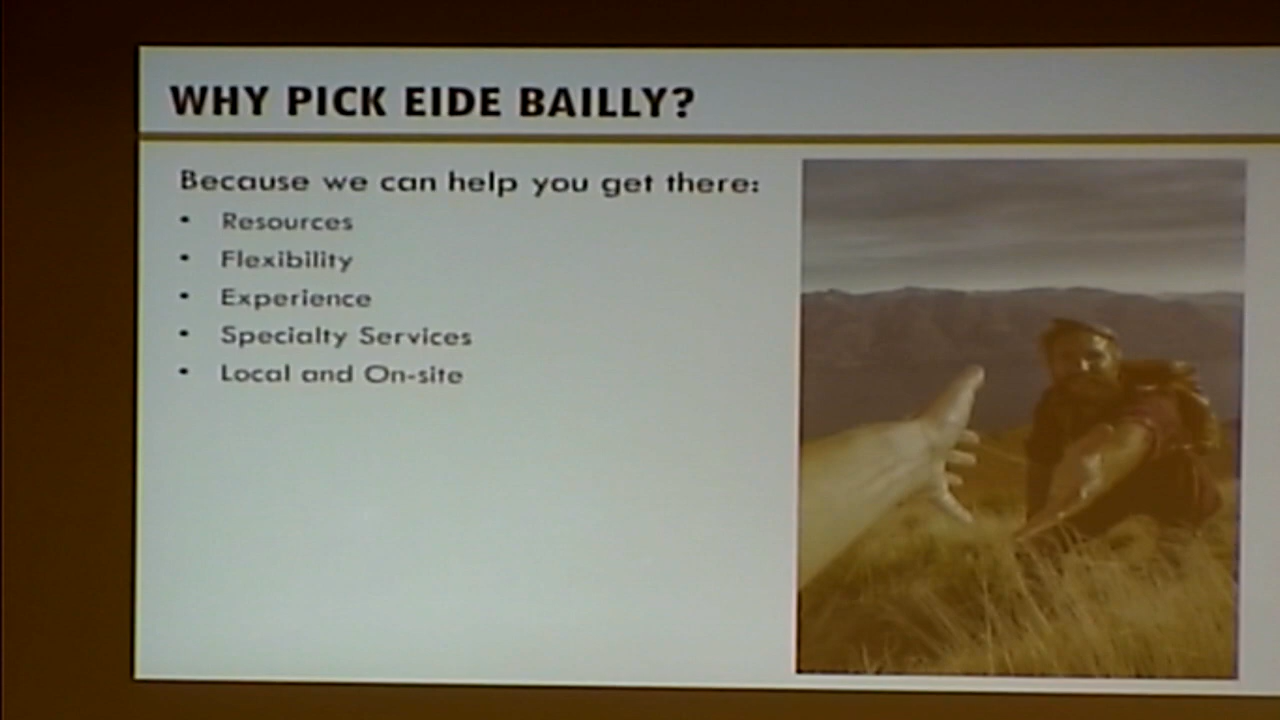 WHY PICK EIDE BAILLY?
Because we can help you get there:
• Resources
• Flexibility
• Experience
• Specialty Services
• Local and On-site